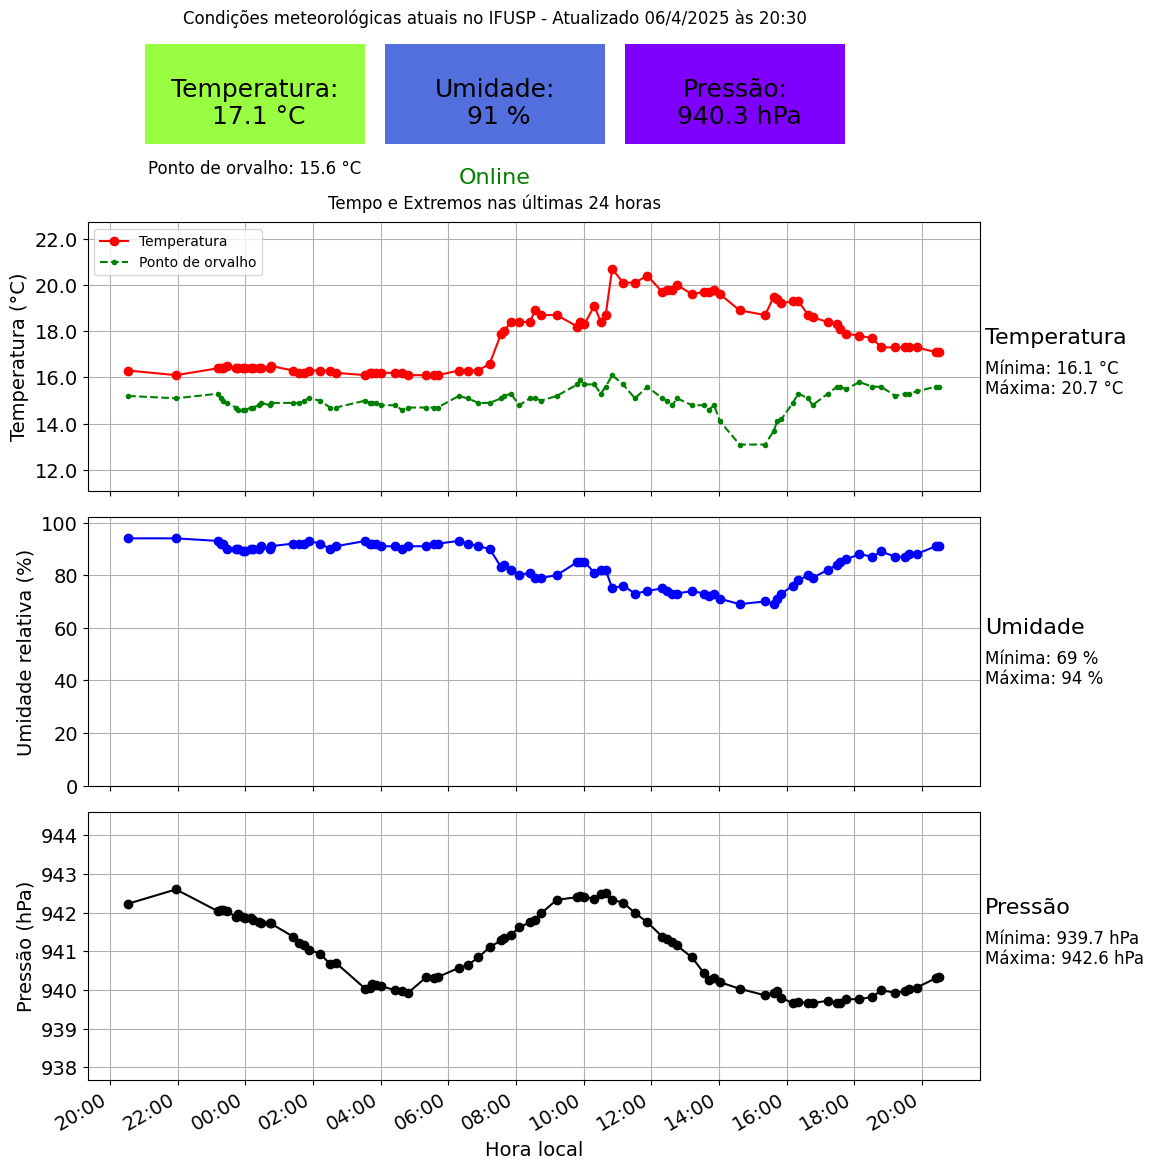 Condições meteorológicas atuais no IFUSP - Atualizado 06/4/2025 às 20:30
Temperatura:
17.1 °C
Umidade:
91 %
Pressão:
940.3 hPa
Ponto de orvalho: 15.6 °C
Online
Tempo e Extremos nas últimas 24 horas
Temperatura
Ponto de orvalho
Temperatura (°C)
22.0
20.0
18.0
16.0
14.0
12.0
Temperatura
Mínima: 16.1 °C
Máxima: 20.7 °C
Umidade relativa (%)
100
80
60
40
20
0
Umidade
Mínima: 69 %
Máxima: 94 %
Pressão (hPa)
944
943
942
941
940
939
938
Pressão
Mínima: 939.7 hPa
Máxima: 942.6 hPa
20:00
22:00
00:00
02:00
04:00
06:00
08:00
10:00
12:00
14:00
16:00
18:00
20:00
Hora local